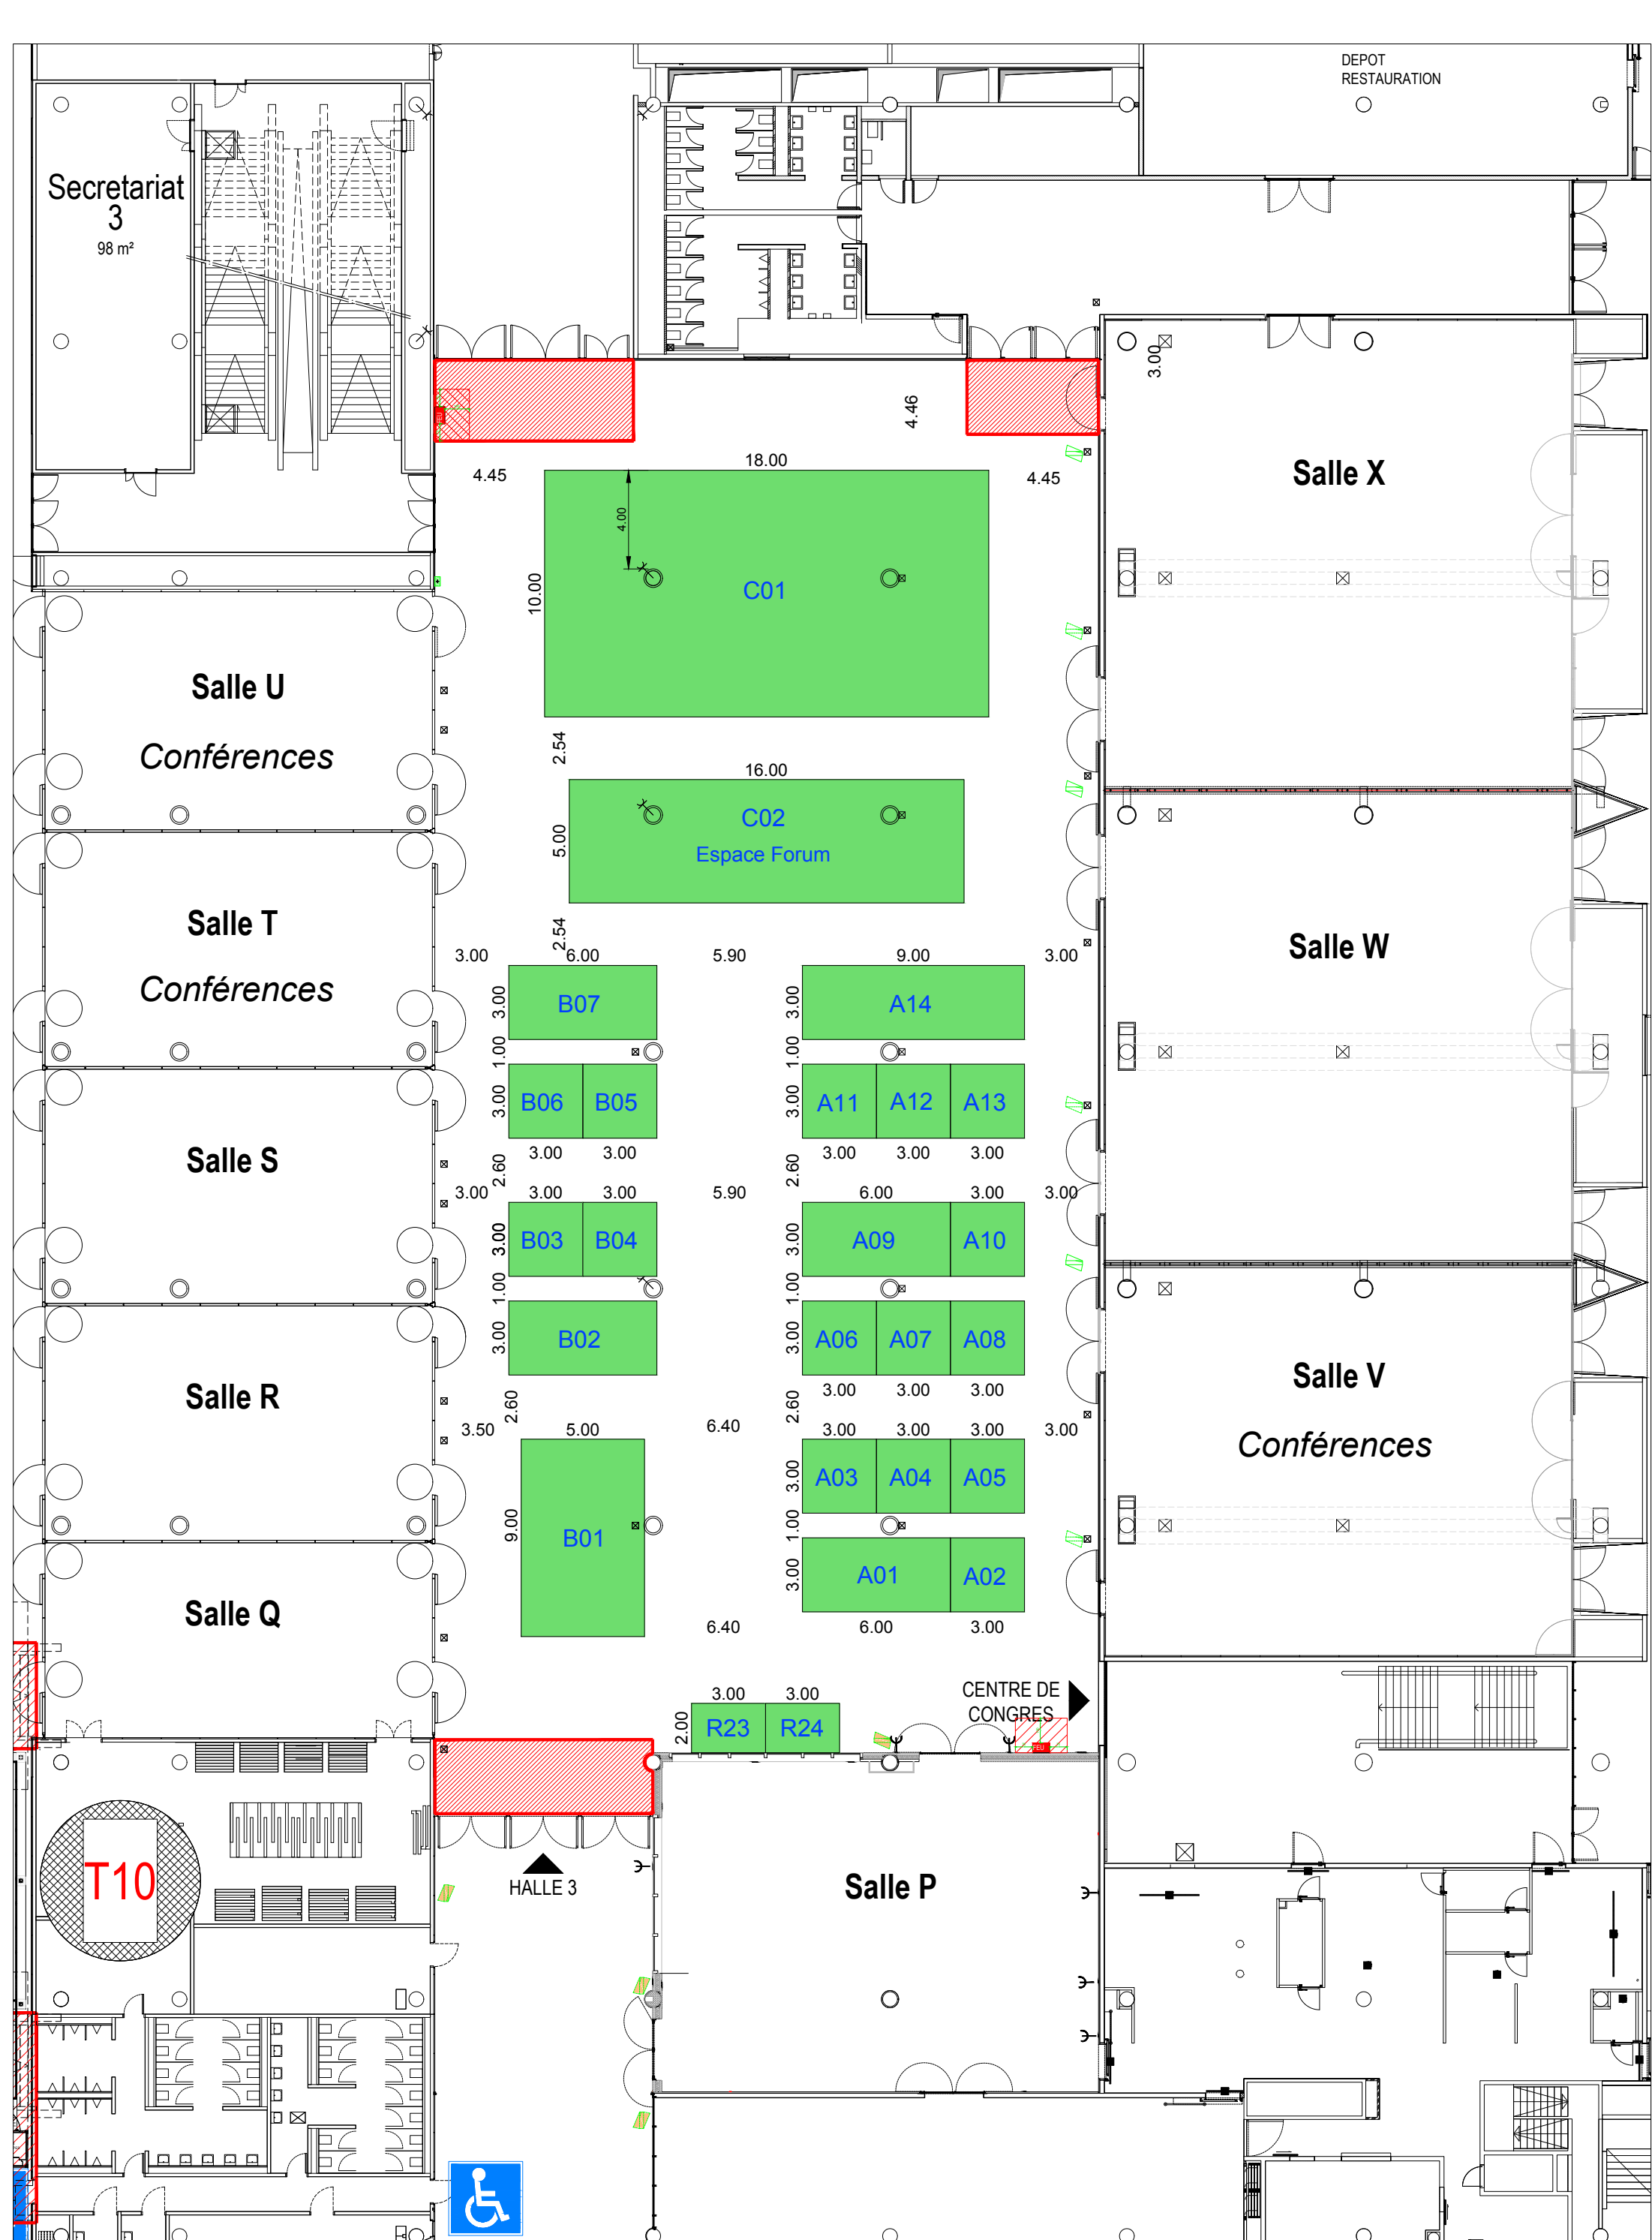 DEPOT
RESTAURATION
Secretariat
3
98 m²
3.00
4.46
4.45
18.00
4.45
Salle X
4.00
10.00
C01
Salle U
Conférences
2.54
16.00
5.00
C02
Espace Forum
Salle T
Conférences
2.54
Salle W
3.00
6.00
5.90
9.00
3.00
3.00
B07
3.00
A14
1.00
1.00
3.00
B06
B05
3.00
A11
A12
A13
3.00
3.00
3.00
3.00
3.00
Salle S
2.60
2.60
3.00
3.00
3.00
5.90
6.00
3.00
3.00
3.00
B03
B04
3.00
A09
A10
1.00
1.00
3.00
B02
3.00
A06
A07
A08
Salle R
3.00
3.00
3.00
Salle V
Conférences
2.60
2.60
3.50
5.00
6.40
3.00
3.00
3.00
3.00
3.00
A03
A04
A05
9.00
B01
1.00
3.00
A01
A02
Salle Q
6.40
6.00
3.00
CENTRE DE
CONGRES
3.00
3.00
2.00
R23
R24
T10
HALLE 3
Salle P